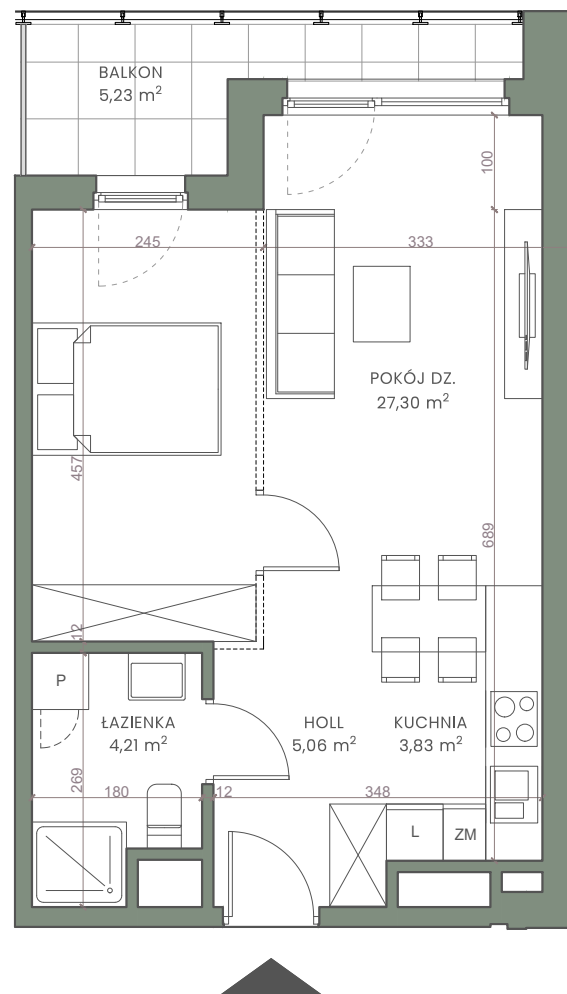 BALKON
5,23 m²
100
245
333
POKÓJ DZ.
27,30 m²
457
689
12
P
ŁAZIENKA
4,21 m²
HOLL
5,06 m²
KUCHNIA
3,83 m²
269
180
12
348
L
ZM